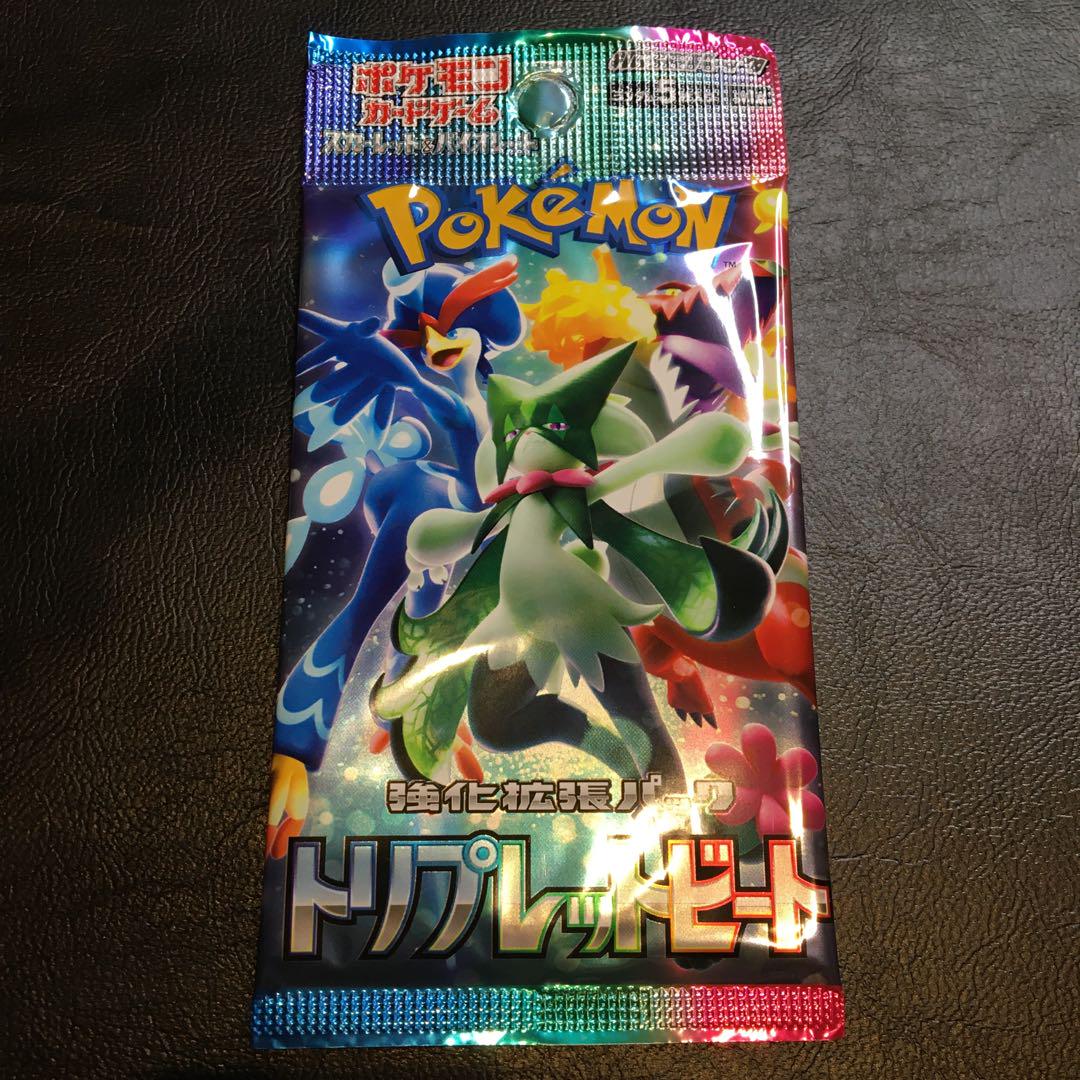 ポケモン
カードゲーム
スカーレット&バイオレット
POKéMON
TM
強化拡張パック
トリプレットビート